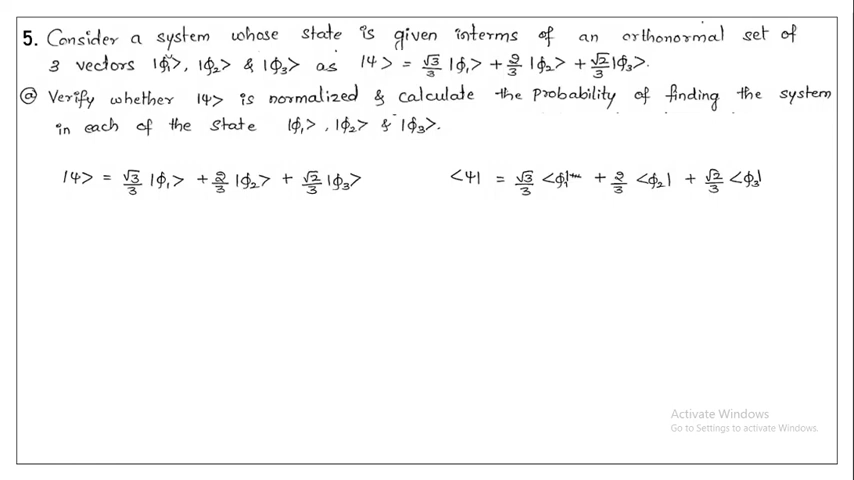 5. Consider a system whose state is given interms of an orthonormal set of
3 vectors |ϕ₁>, |ϕ₂> & |ϕ₃> as |ψ> = √3/3 |ϕ₁> + 2/3 |ϕ₂> + √2/3 |ϕ₃>.
ⓐ Verify whether |ψ> is normalized & calculate the probability of finding the system
in each of the state |ϕ₁>, |ϕ₂> & |ϕ₃>.
|ψ> = √3/3 |ϕ₁> + 2/3 |ϕ₂> + √2/3 |ϕ₃>
<ψ| = √3/3 <ϕ₁| + 2/3 <ϕ₂| + √2/3 <ϕ₃|
Activate Windows
Go to Settings to activate Windows.